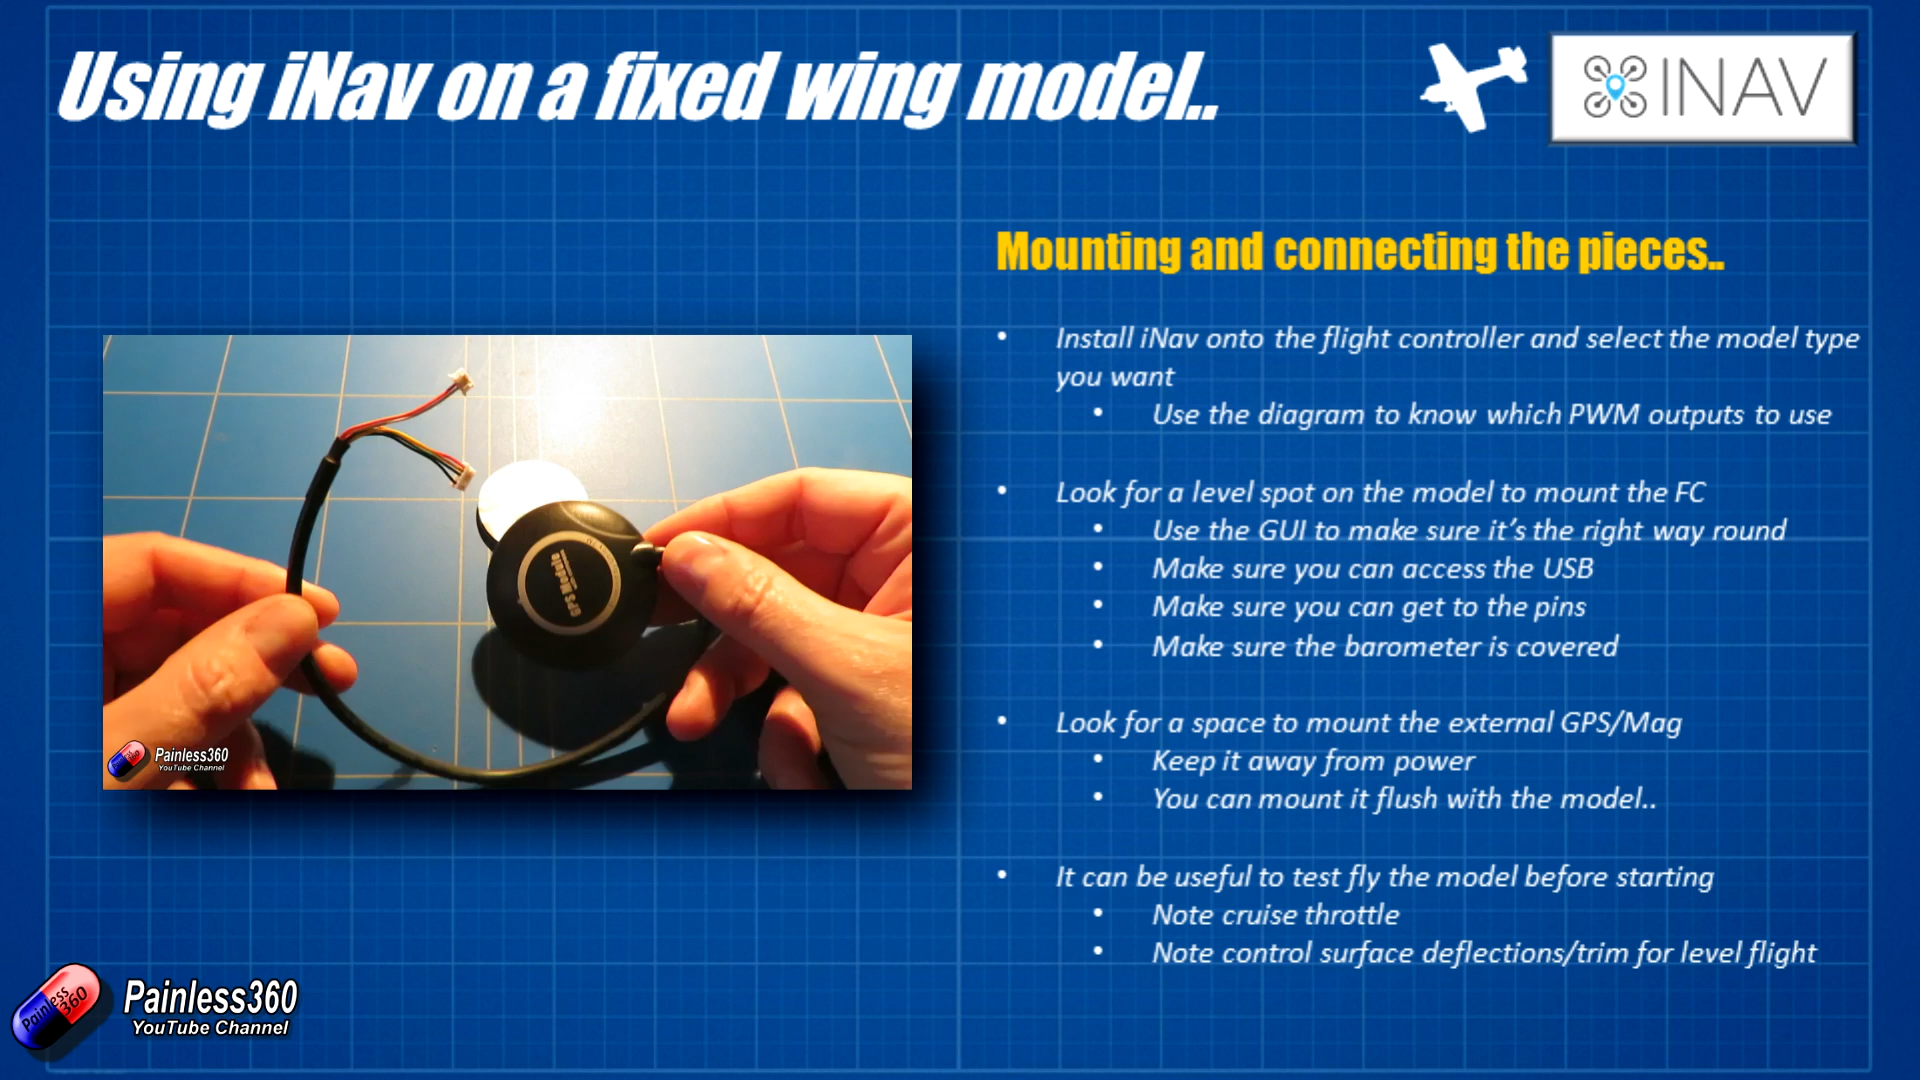 Using iNav on a fixed wing model..
INAV
Mounting and connecting the pieces..
• Install iNav onto the flight controller and select the model type
you want
• Use the diagram to know which PWM outputs to use
• Look for a level spot on the model to mount the FC
• Use the GUI to make sure it's the right way round
• Make sure you can access the USB
• Make sure you can get to the pins
• Make sure the barometer is covered
• Look for a space to mount the external GPS/Mag
• Keep it away from power
• You can mount it flush with the model..
• It can be useful to test fly the model before starting
• Note cruise throttle
• Note control surface deflections/trim for level flight
GPS Module
Painless360
YouTube Channel
Painless360
Painless360
YouTube Channel